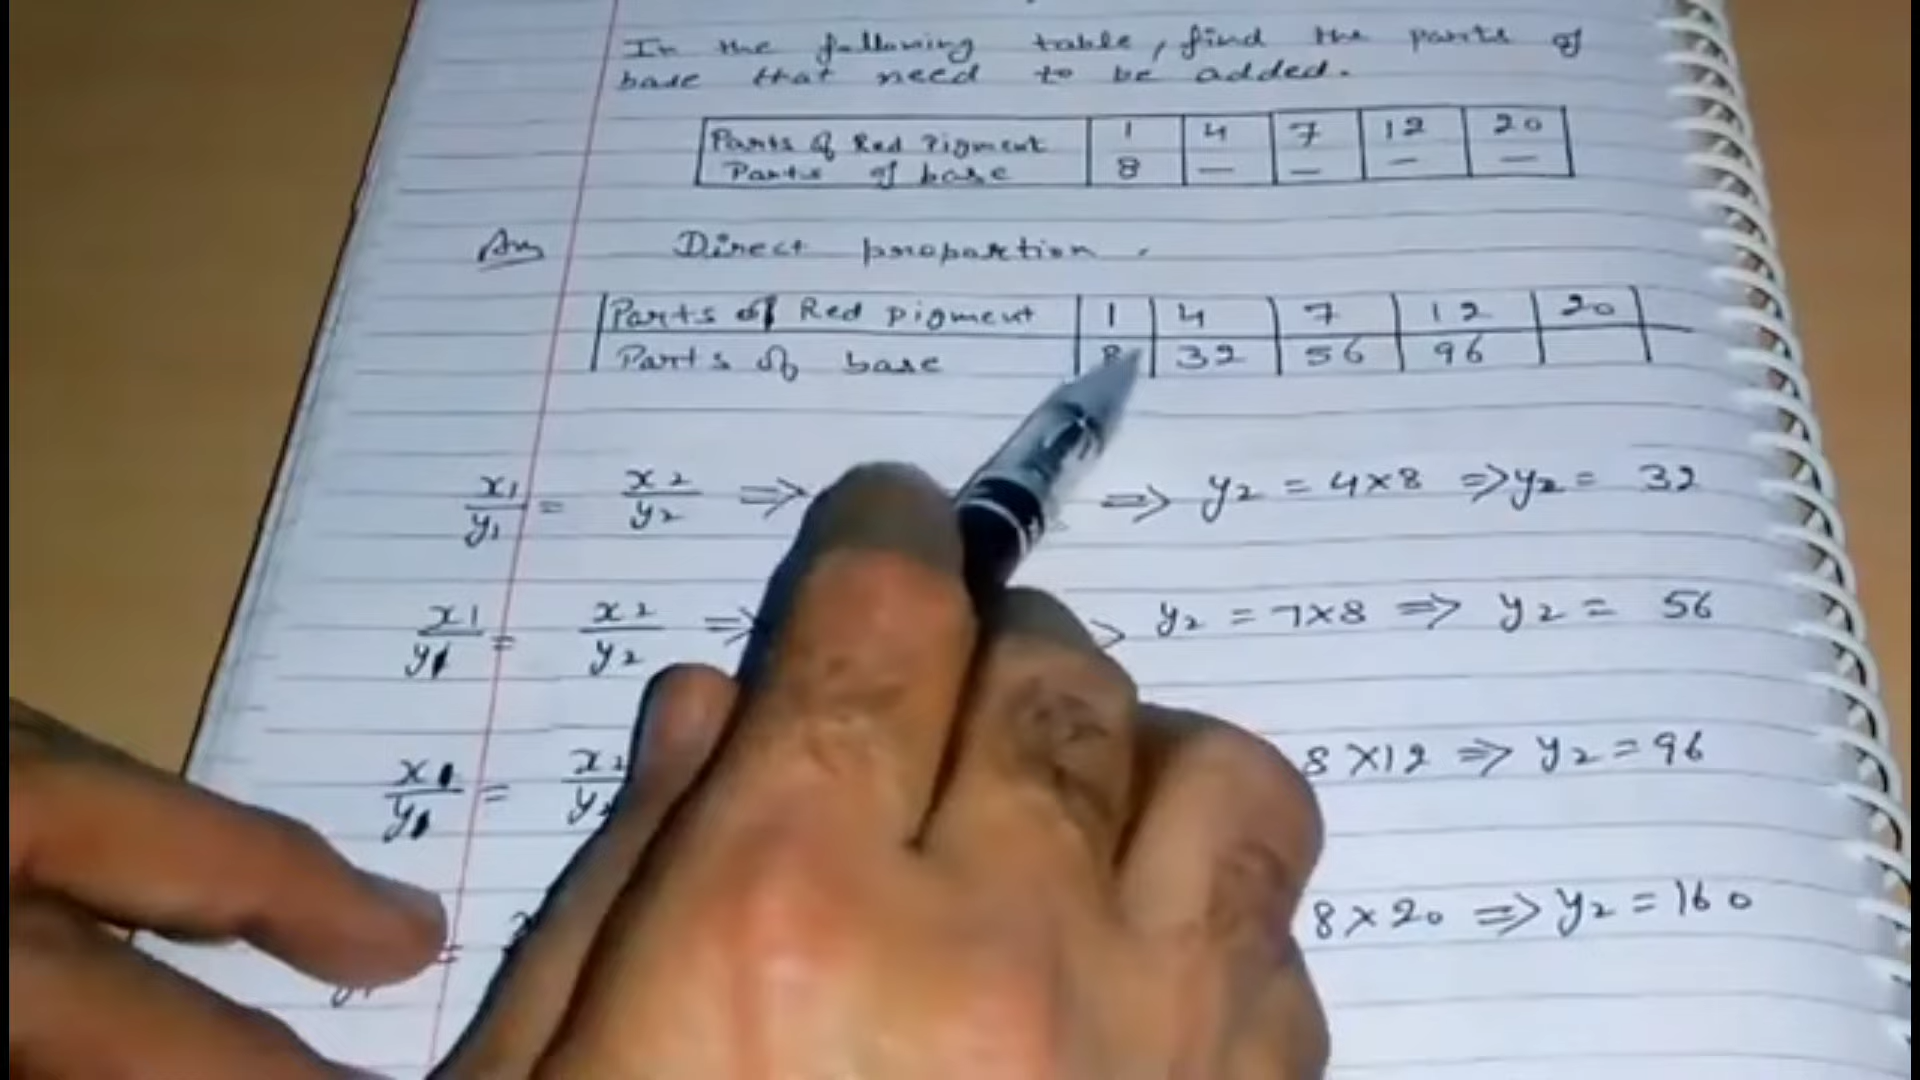 In the following table, find the parts of
base that need to be added.
Parts of Red Pigment 1 4 7 12 20
Parts of base 8 — — — —
Ans Direct proportion.
Parts of Red pigment 1 4 7 12 20
Parts of base 8 32 56 96
x1/y1 = x2/y2 ⇒ ⇒ y2 = 4×8 ⇒ y2 = 32
x1/y1 = x2/y2 ⇒ y2 = 7×8 ⇒ y2 = 56
x1/y1 = x2/y2 8×12 ⇒ y2 = 96
= 8×20 ⇒ y2 = 160